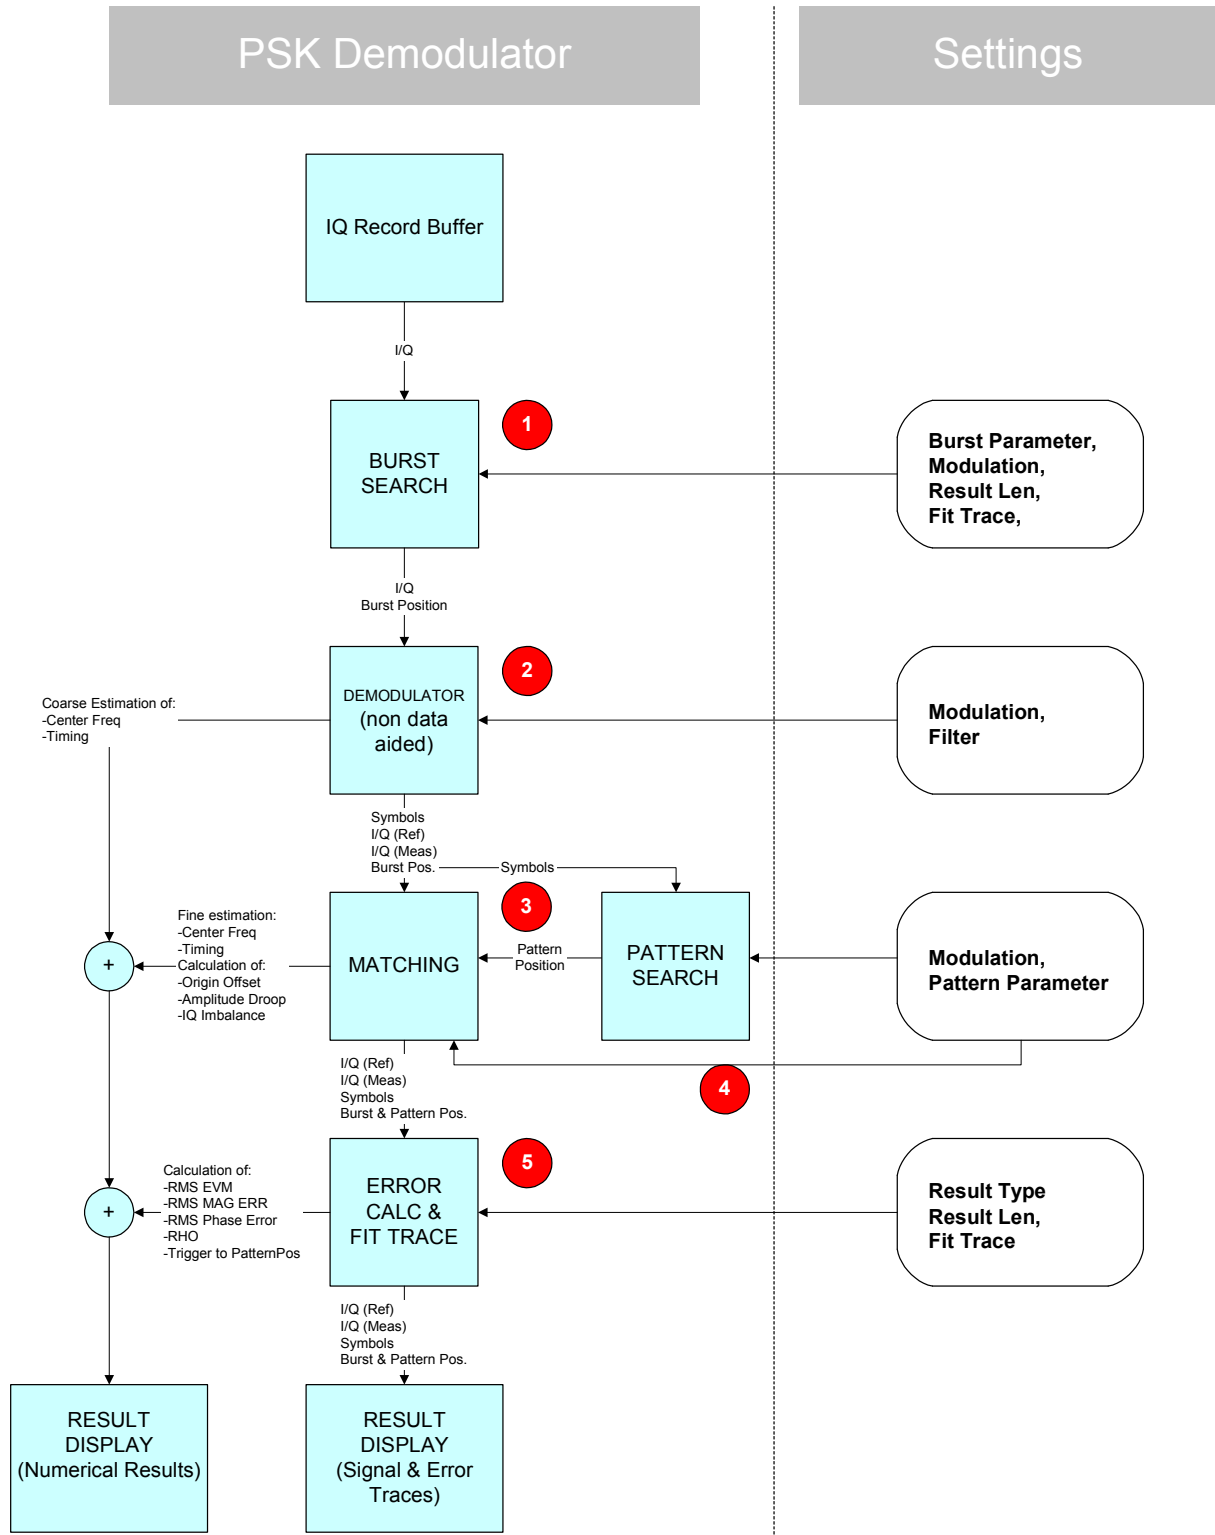 PSK Demodulator
Settings
IQ Record Buffer
I/Q
1
BURST
SEARCH
Burst Parameter,
Modulation,
Result Len,
Fit Trace,
I/Q
Burst Position
2
DEMODULATOR
(non data
aided)
Modulation,
Filter
Coarse Estimation of:
-Center Freq
-Timing
Symbols
I/Q (Ref)
I/Q (Meas)
Burst Pos.
Symbols
3
MATCHING
Pattern
Position
PATTERN
SEARCH
Modulation,
Pattern Parameter
Fine estimation:
-Center Freq
-Timing
Calculation of:
-Origin Offset
-Amplitude Droop
-IQ Imbalance
+
4
I/Q (Ref)
I/Q (Meas)
Symbols
Burst & Pattern Pos.
5
ERROR
CALC &
FIT TRACE
Result Type
Result Len,
Fit Trace
Calculation of:
-RMS EVM
-RMS MAG ERR
-RMS Phase Error
-RHO
-Trigger to PatternPos
+
I/Q (Ref)
I/Q (Meas)
Symbols
Burst & Pattern Pos.
RESULT
DISPLAY
(Numerical Results)
RESULT
DISPLAY
(Signal & Error
Traces)